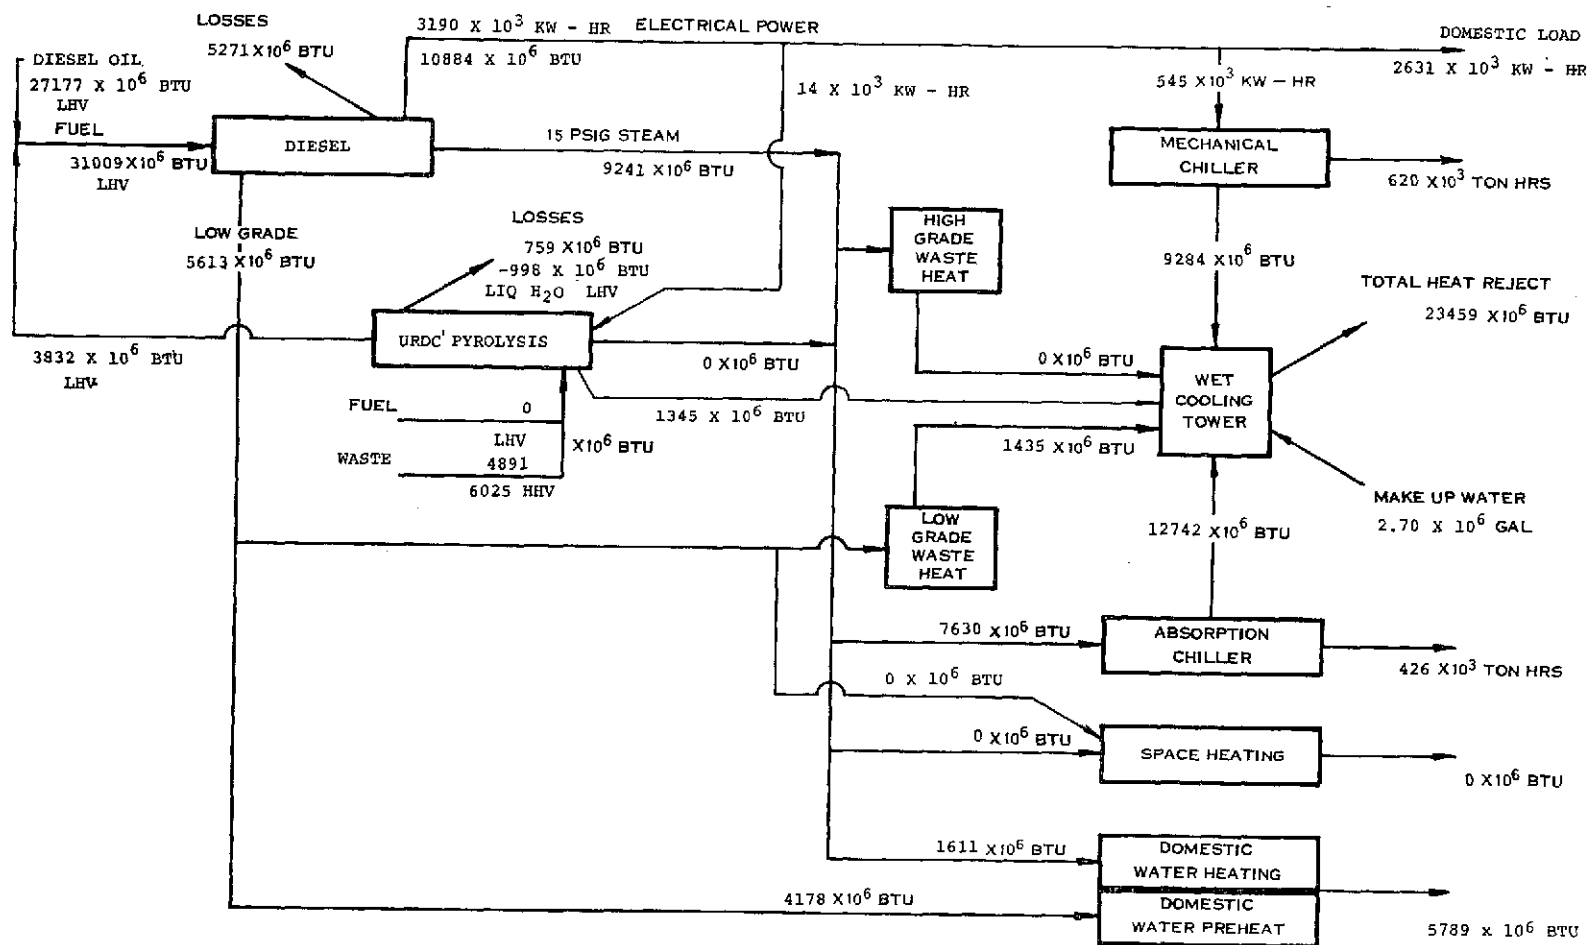 LOSSES
5271 X10⁶ BTU
3190 X 10³ KW - HR ELECTRICAL POWER
10884 X 10⁶ BTU
DOMESTIC LOAD
2631 X 10³ KW - HR
DIESEL OIL
27177 X 10⁶ BTU
LHV
FUEL
31009 X10⁶ BTU
LHV
DIESEL
14 X 10³ KW - HR
545 X10³ KW - HR
15 PSIG STEAM
9241 X10⁶ BTU
MECHANICAL
CHILLER
620 X10³ TON HRS
LOW GRADE
5613 X10⁶ BTU
LOSSES
759 X10⁶ BTU
-998 X 10⁶ BTU
LIQ H₂O LHV
HIGH
GRADE
WASTE
HEAT
9284 X10⁶ BTU
TOTAL HEAT REJECT
23459 X10⁶ BTU
URDC' PYROLYSIS
3832 X 10⁶ BTU
LHV
0 X10⁶ BTU
0 X10⁶ BTU
WET
COOLING
TOWER
FUEL 0
LHV
X10⁶ BTU
WASTE 4891
6025 HHV
1345 X 10⁶ BTU
1435 X10⁶ BTU
MAKE UP WATER
2.70 X 10⁶ GAL
LOW
GRADE
WASTE
HEAT
12742 X10⁶ BTU
7630 X10⁶ BTU
ABSORPTION
CHILLER
426 X10³ TON HRS
0 X 10⁶ BTU
0 X10⁶ BTU
SPACE HEATING
0 X10⁶ BTU
1611 X10⁶ BTU
DOMESTIC
WATER HEATING
4178 X10⁶ BTU
DOMESTIC
WATER PREHEAT
5789 x 10⁶ BTU